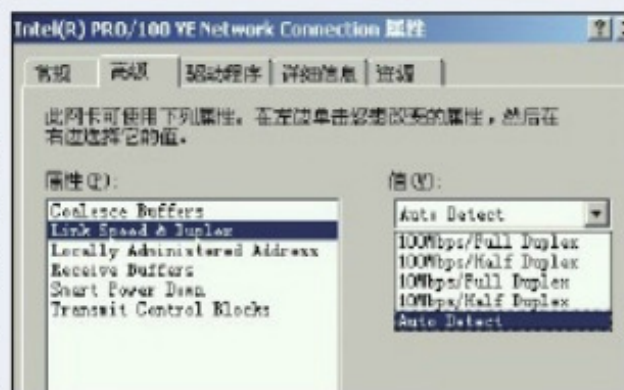 Intel(R) PRO/100 VE Network Connection 属性
常规 高级 驱动程序 详细信息 资源
此网卡可使用下列属性。在左边单击您想改变的属性，然后在
右边选择它的值。
属性(P): 值(V):
Coalesce Buffers
Link Speed & Duplex
Locally Administered Address
Receive Buffers
Smart Power Down
Transmit Control Blocks
Auto Detect
100Mbps/Full Duplex
100Mbps/Half Duplex
10Mbps/Full Duplex
10Mbps/Half Duplex
Auto Detect